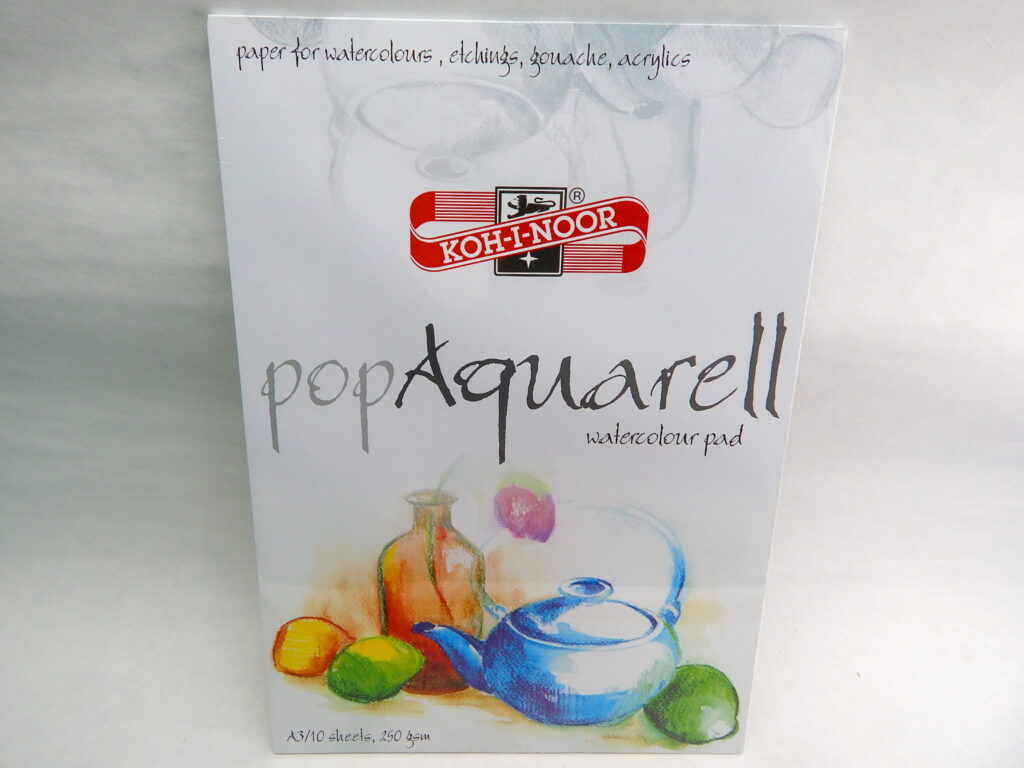 paper for watercolours , etchings, gouache, acrylics
®
KOH-I-NOOR
popAquarell
watercolour pad
A3/10 sheets, 250 gsm